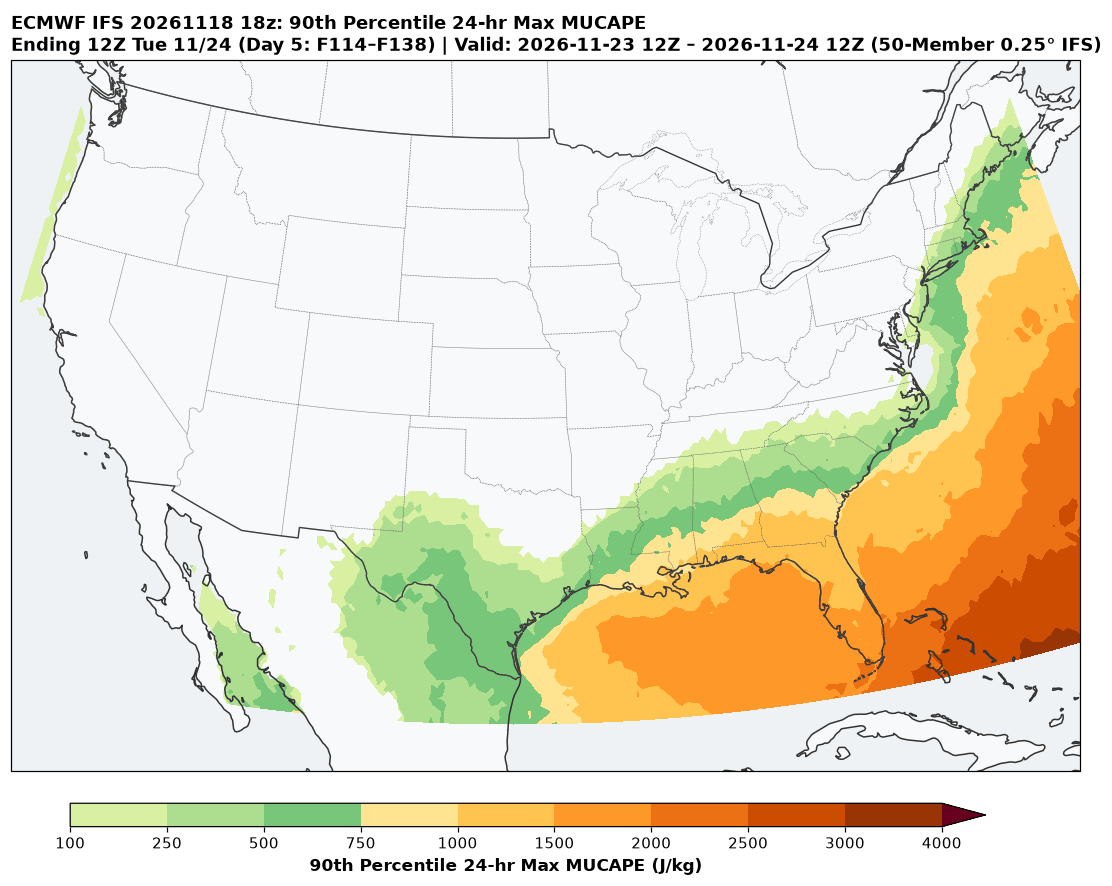 ECMWF IFS 20261118 18z: 90th Percentile 24-hr Max MUCAPE
Ending 12Z Tue 11/24 (Day 5: F114–F138) | Valid: 2026-11-23 12Z – 2026-11-24 12Z (50-Member 0.25° IFS)
100 250 500 750 1000 1500 2000 2500 3000 4000
90th Percentile 24-hr Max MUCAPE (J/kg)